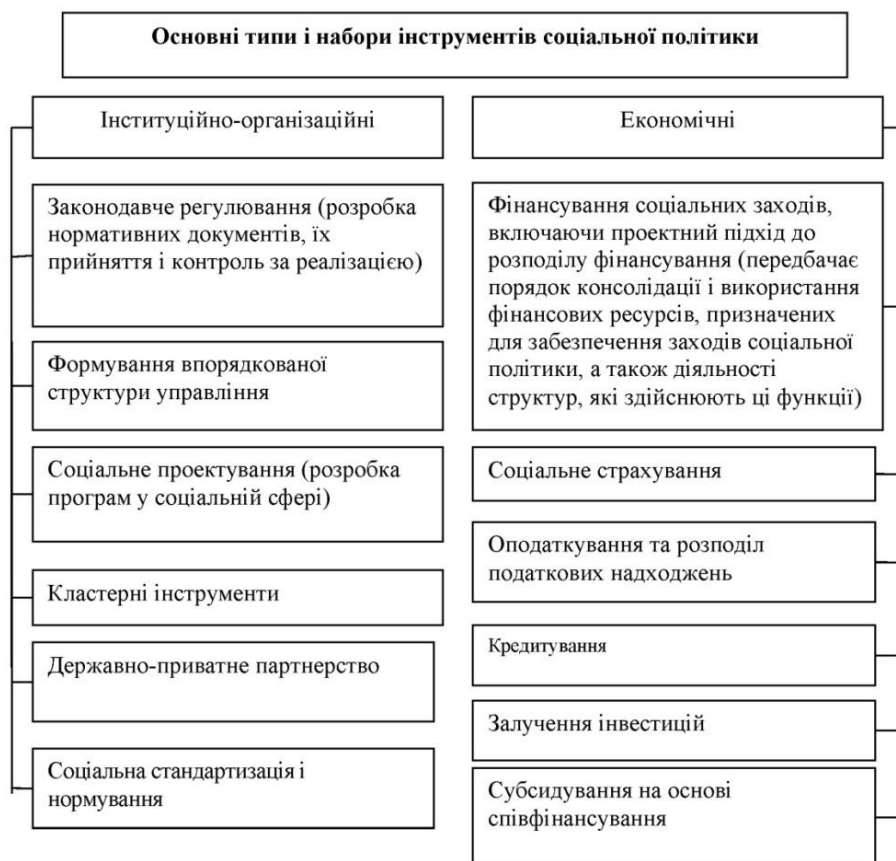 Основні типи і набори інструментів соціальної політики
Інституційно-організаційні
Законодавче регулювання (розробка
нормативних документів, їх
прийняття і контроль за реалізацією)
Формування впорядкованої
структури управління
Соціальне проектування (розробка
програм у соціальній сфері)
Кластерні інструменти
Державно-приватне партнерство
Соціальна стандартизація і
нормування
Економічні
Фінансування соціальних заходів,
включаючи проектний підхід до
розподілу фінансування (передбачає
порядок консолідації і використання
фінансових ресурсів, призначених
для забезпечення заходів соціальної
політики, а також діяльності
структур, які здійснюють ці функції)
Соціальне страхування
Оподаткування та розподіл
податкових надходжень
Кредитування
Залучення інвестицій
Субсидування на основі
співфінансування